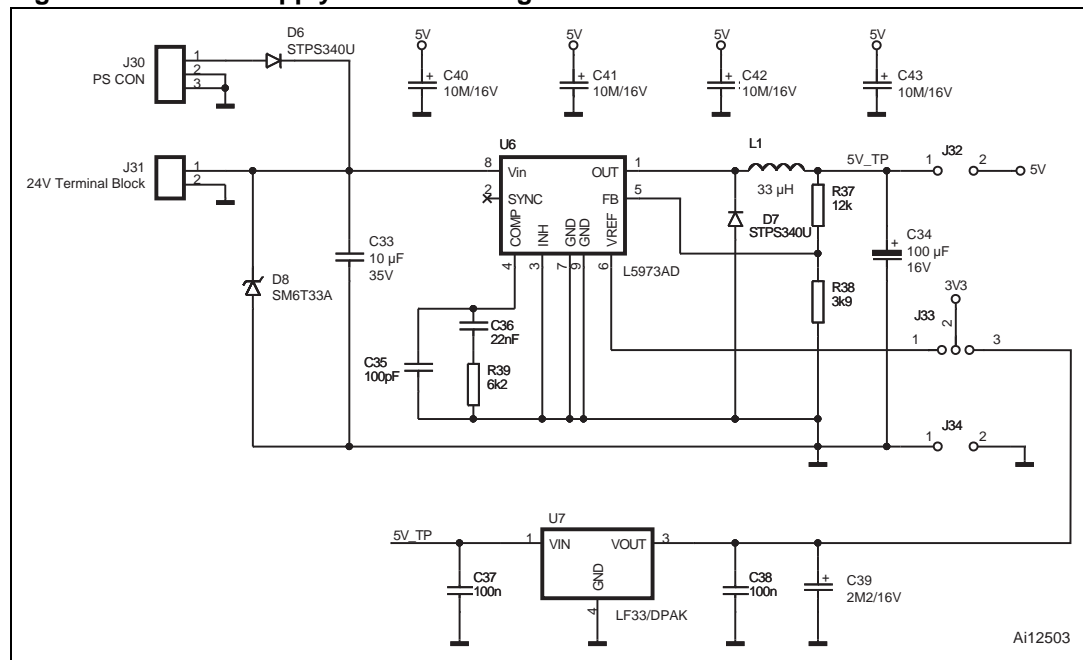 D6
STPS340U
J30
PS CON
1
2
3
5V
C40
10M/16V
5V
C41
10M/16V
5V
C42
10M/16V
5V
C43
10M/16V
J31
24V Terminal Block
1
2
U6
8
Vin
OUT
1
2
SYNC
FB
5
COMP
INH
GND
GND
VREF
4
3
7
9
6
L5973AD
L1
33 µH
5V_TP
J32
1
2
5V
R37
12k
D7
STPS340U
C34
100 µF
16V
C33
10 µF
35V
D8
SM6T33A
R38
3k9
3V3
J33
1
2
3
C36
22nF
C35
100pF
R39
6k2
J34
1
2
U7
5V_TP
1
VIN
VOUT
3
GND
4
LF33/DPAK
C37
100n
C38
100n
C39
2M2/16V
Ai12503